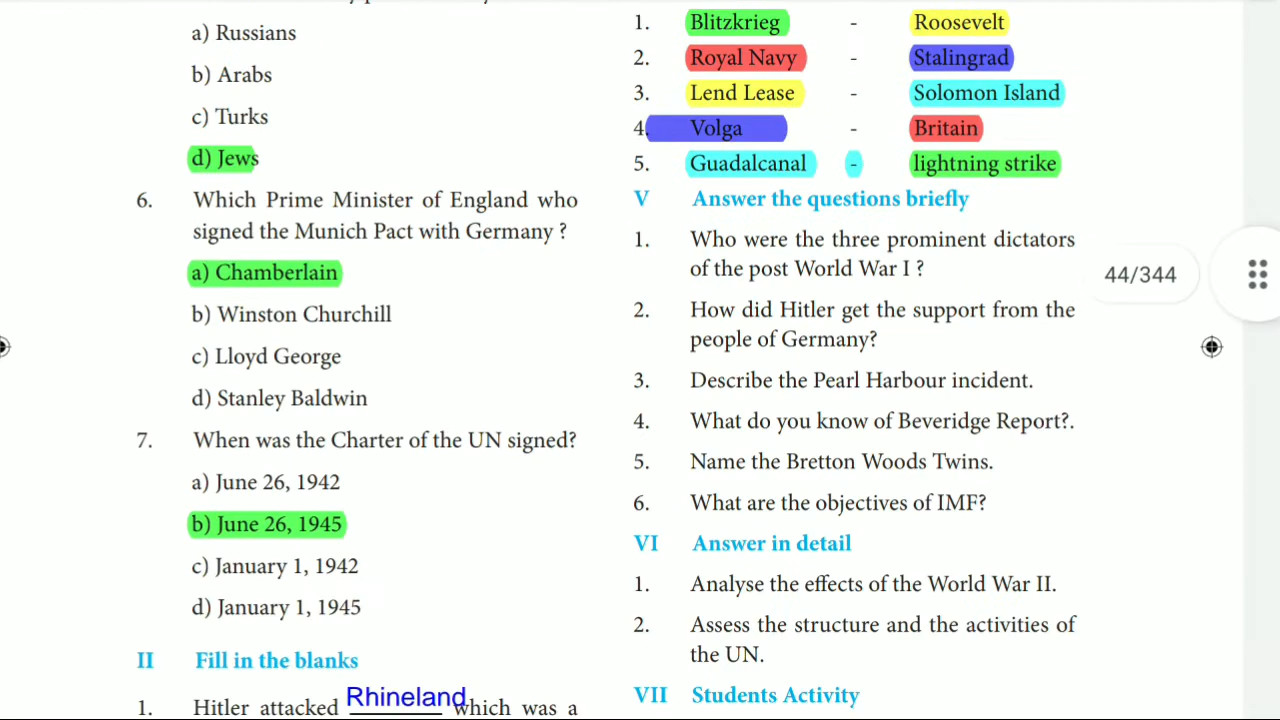 a) Russians
b) Arabs
c) Turks
d) Jews
6. Which Prime Minister of England who
signed the Munich Pact with Germany ?
a) Chamberlain
b) Winston Churchill
c) Lloyd George
d) Stanley Baldwin
7. When was the Charter of the UN signed?
a) June 26, 1942
b) June 26, 1945
c) January 1, 1942
d) January 1, 1945
II Fill in the blanks
1. Hitler attacked Rhineland which was a
1. Blitzkrieg - Roosevelt
2. Royal Navy - Stalingrad
3. Lend Lease - Solomon Island
4. Volga - Britain
5. Guadalcanal - lightning strike
V Answer the questions briefly
1. Who were the three prominent dictators
of the post World War I ?
2. How did Hitler get the support from the
people of Germany?
3. Describe the Pearl Harbour incident.
4. What do you know of Beveridge Report?.
5. Name the Bretton Woods Twins.
6. What are the objectives of IMF?
VI Answer in detail
1. Analyse the effects of the World War II.
2. Assess the structure and the activities of
the UN.
VII Students Activity
44/344